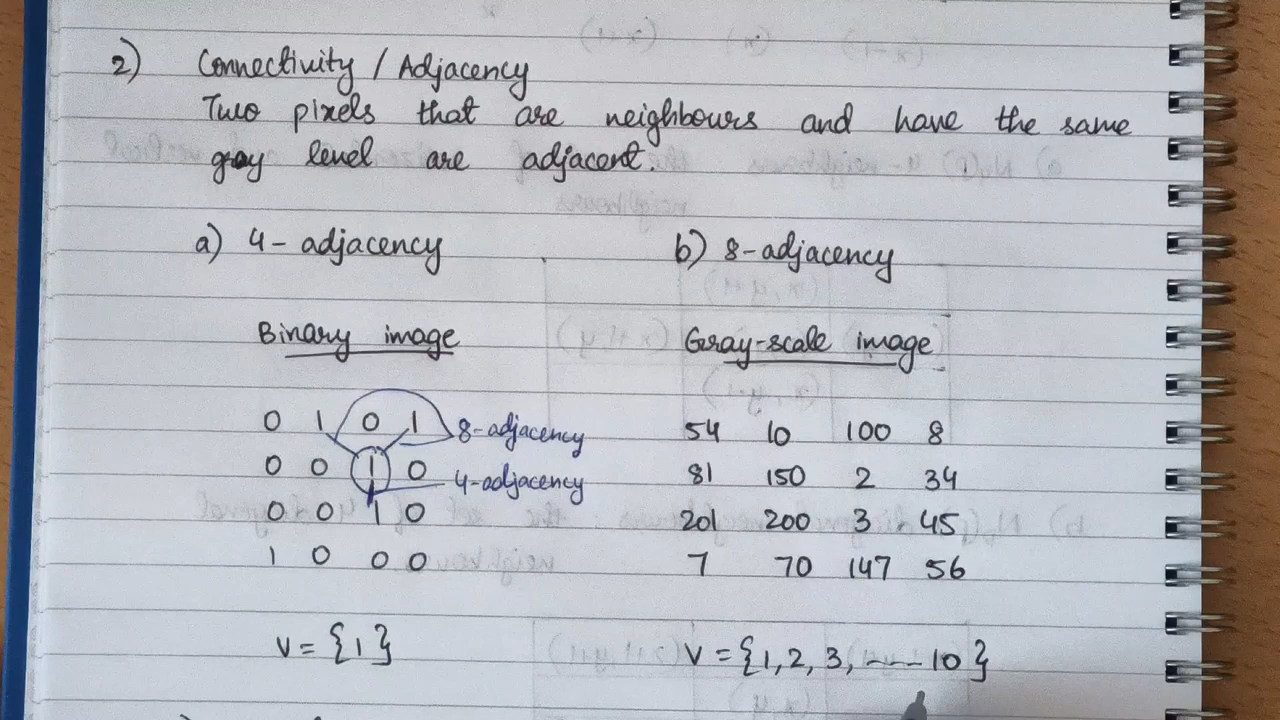 2) Connectivity / Adjacency
Two pixels that are neighbours and have the same
gray level are adjacent.
a) 4-adjacency b) 8-adjacency
Binary image Gray-scale image
0 1 0 1 8-adjacency 54 10 100 8
0 0 1 0 4-adjacency 81 150 2 34
0 0 1 0 201 200 3 45
1 0 0 0 7 70 147 56
V = {1} V = {1, 2, 3, ---- 10}